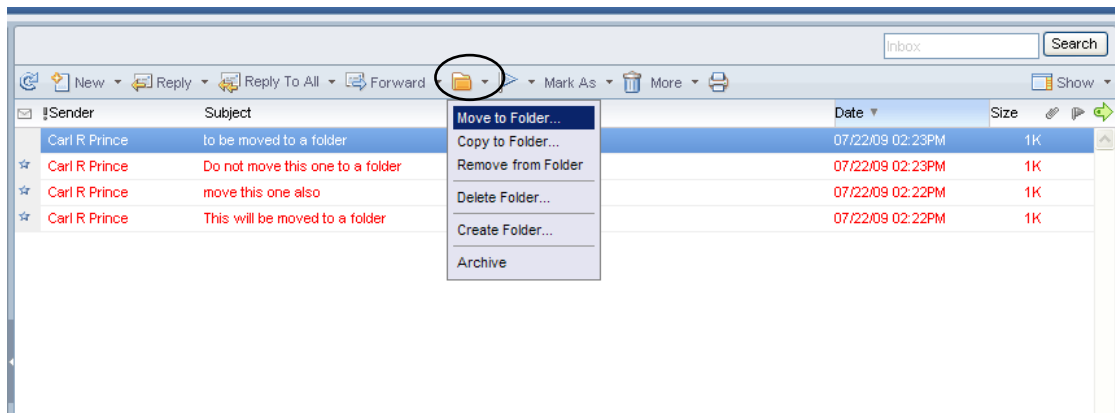 Inbox Search
New Reply Reply To All Forward Mark As More Show
!Sender Subject Date Size
Carl R Prince to be moved to a folder 07/22/09 02:23PM 1K
Carl R Prince Do not move this one to a folder 07/22/09 02:23PM 1K
Carl R Prince move this one also 07/22/09 02:22PM 1K
Carl R Prince This will be moved to a folder 07/22/09 02:22PM 1K
Move to Folder...
Copy to Folder...
Remove from Folder
Delete Folder...
Create Folder...
Archive